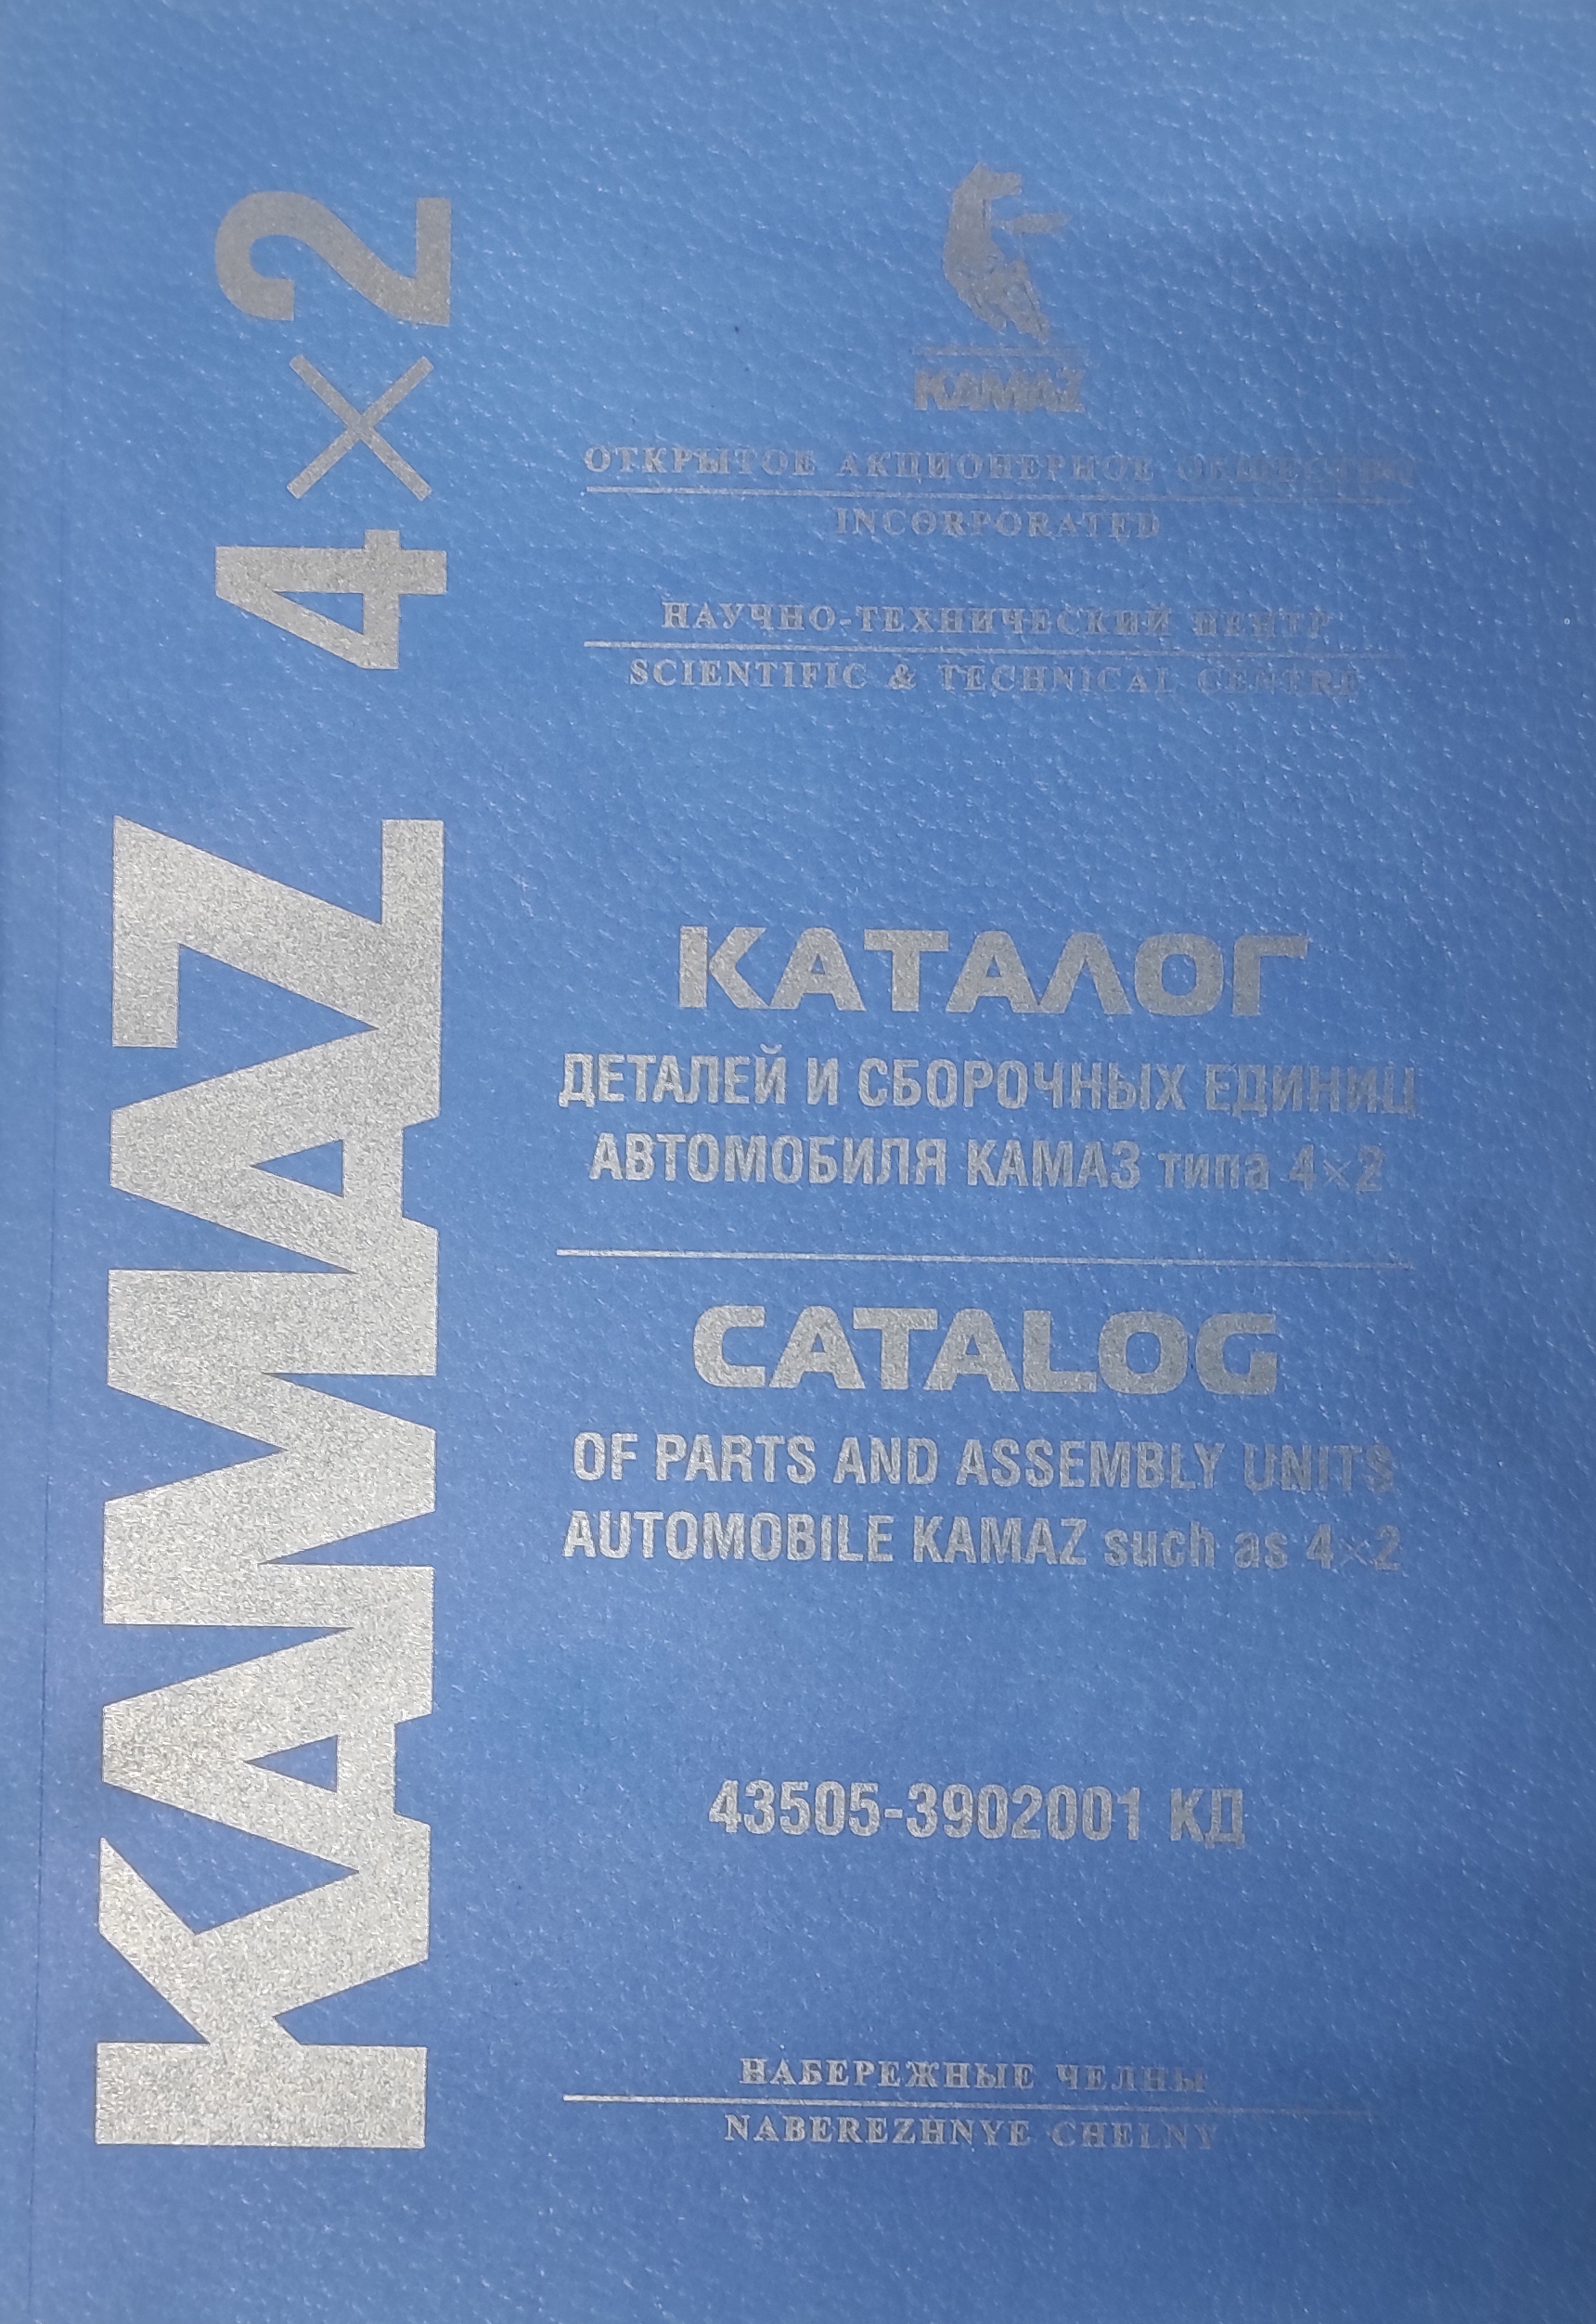 KAMAZ 4×2
KAMAZ
ОТКРЫТОЕ АКЦИОНЕРНОЕ ОБЩЕСТВО
INCORPORATED
НАУЧНО-ТЕХНИЧЕСКИЙ ЦЕНТР
SCIENTIFIC & TECHNICAL CENTRE
КАТАЛОГ
ДЕТАЛЕЙ И СБОРОЧНЫХ ЕДИНИЦ
АВТОМОБИЛЯ КАМАЗ типа 4×2
CATALOG
OF PARTS AND ASSEMBLY UNITS
AUTOMOBILE KAMAZ such as 4×2
43505-3902001 КД
НАБЕРЕЖНЫЕ ЧЕЛНЫ
NABEREZHNYE CHELNY